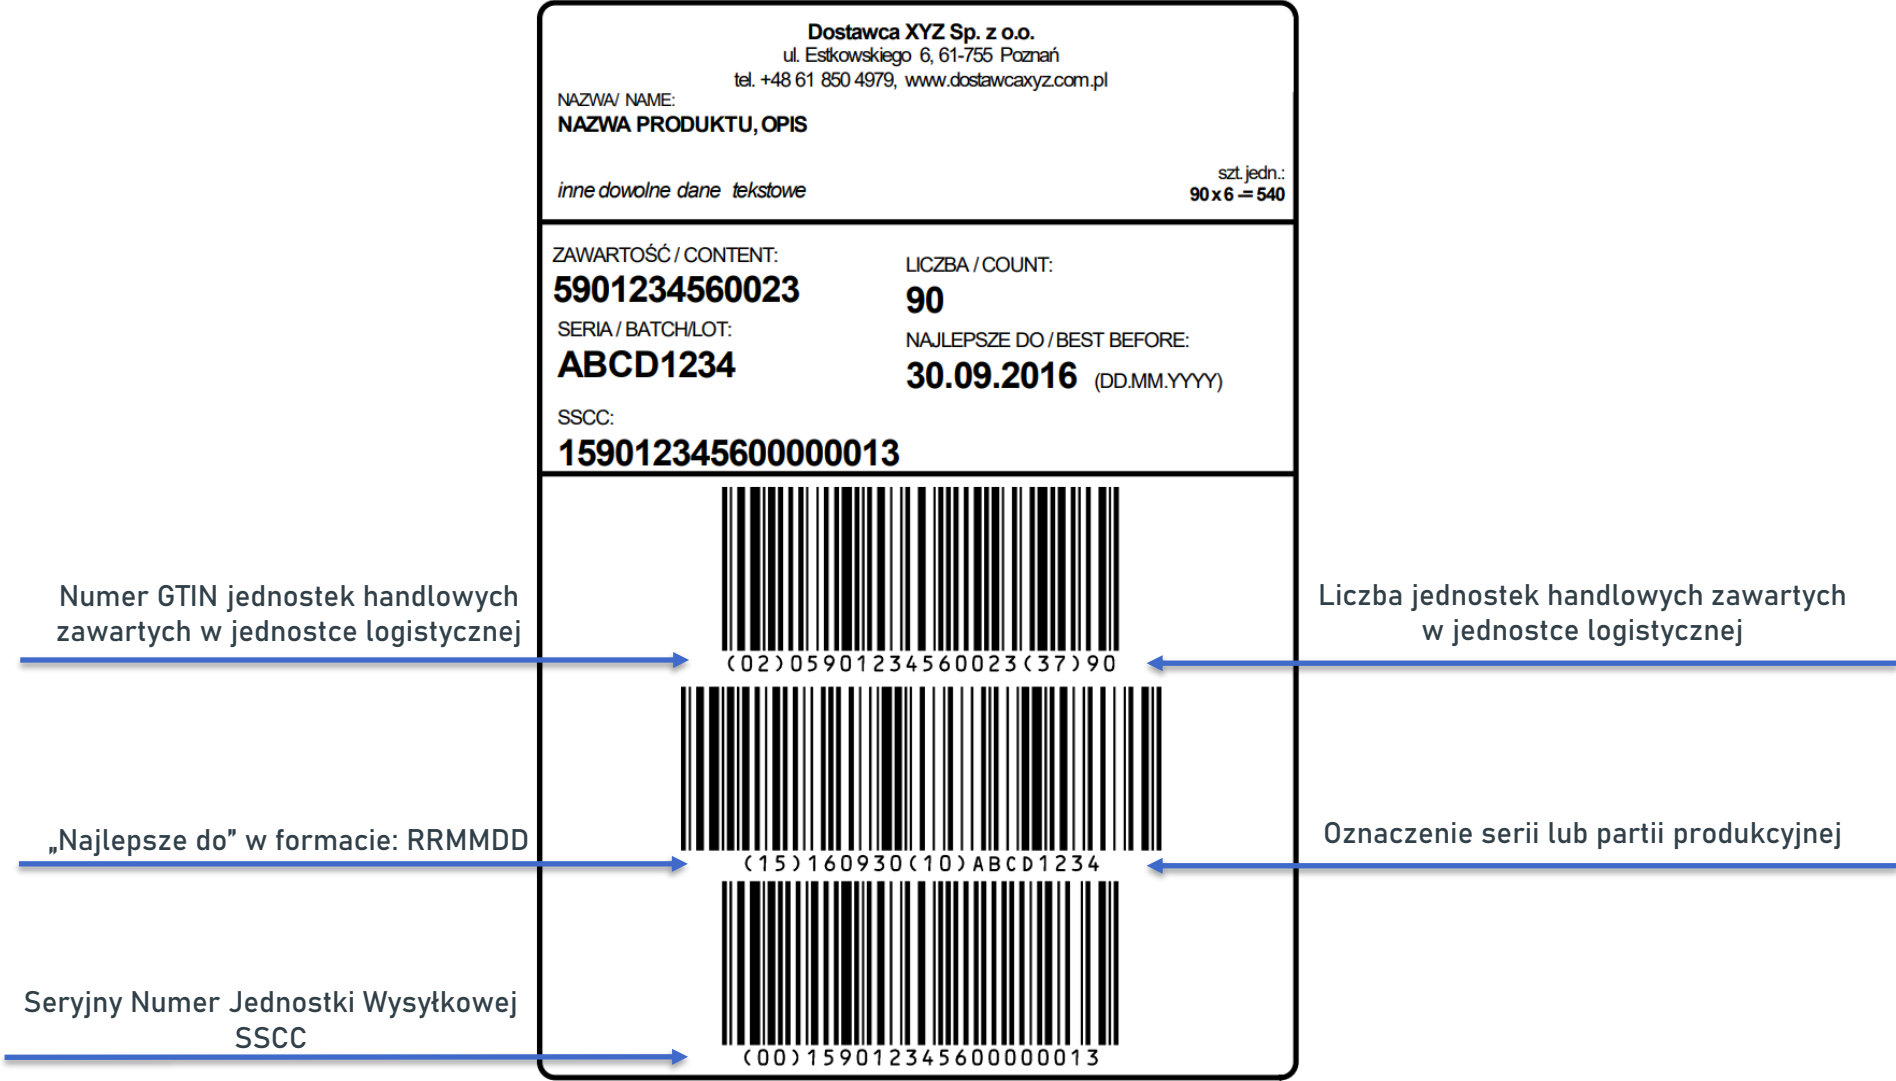 Dostawca XYZ Sp. z o.o.
ul. Estkowskiego 6, 61-755 Poznań
tel. +48 61 850 4979, www.dostawcaxyz.com.pl
NAZWA/ NAME:
NAZWA PRODUKTU, OPIS
inne dowolne dane tekstowe
szt. jedn.:
90 x 6 = 540
ZAWARTOŚĆ / CONTENT:
5901234560023
LICZBA / COUNT:
90
SERIA / BATCH/LOT:
ABCD1234
NAJLEPSZE DO / BEST BEFORE:
30.09.2016 (DD.MM.YYYY)
SSCC:
159012345600000013
Numer GTIN jednostek handlowych
zawartych w jednostce logistycznej
(02)05901234560023(37)90
Liczba jednostek handlowych zawartych
w jednostce logistycznej
„Najlepsze do” w formacie: RRMMDD
(15)160930(10)ABCD1234
Oznaczenie serii lub partii produkcyjnej
Seryjny Numer Jednostki Wysyłkowej
SSCC
(00)159012345600000013